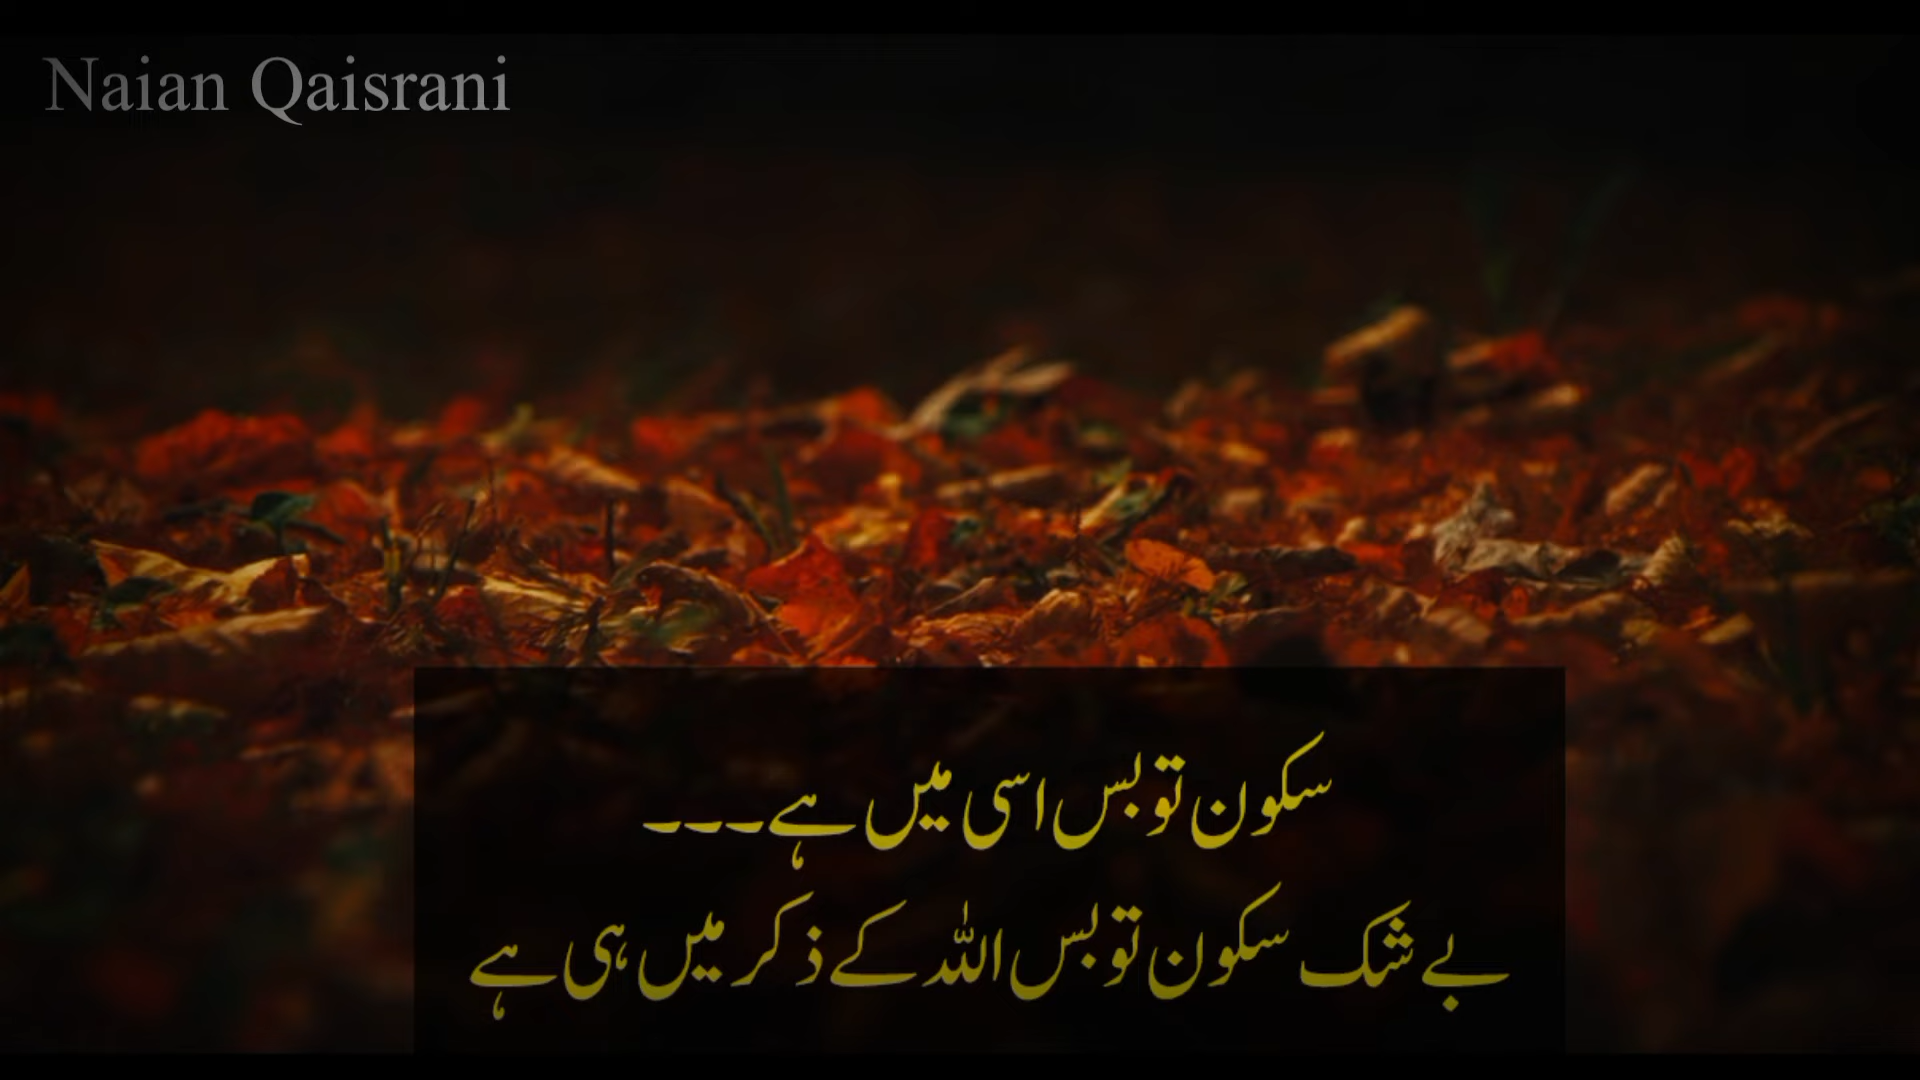 Naian Qaisrani
سکون تو بس اسی میں ہے۔۔۔
بے شک سکون تو بس اللہ کے ذکر میں ہی ہے